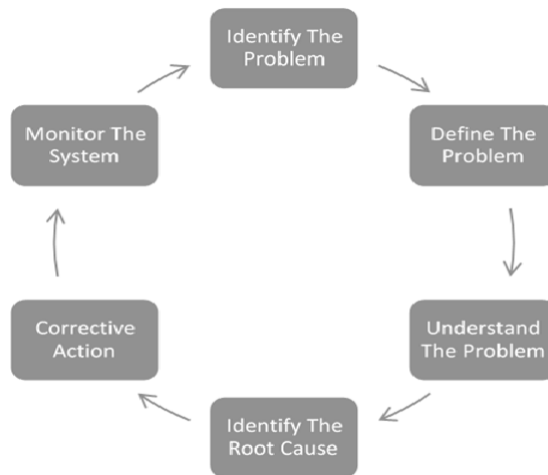 Identify The
Problem
Define The
Problem
Understand
The Problem
Identify The
Root Cause
Corrective
Action
Monitor The
System